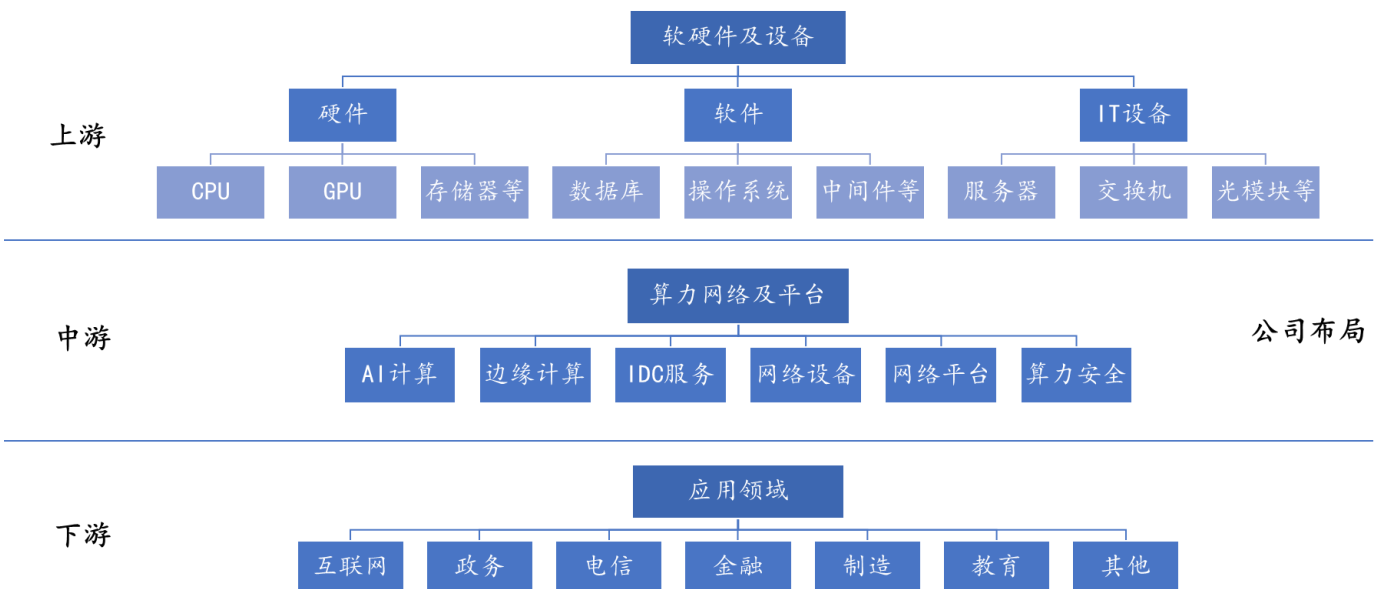 软硬件及设备
硬件 软件 IT设备
上游
CPU GPU 存储器等 数据库 操作系统 中间件等 服务器 交换机 光模块等
算力网络及平台
中游 公司布局
AI计算 边缘计算 IDC服务 网络设备 网络平台 算力安全
应用领域
下游
互联网 政务 电信 金融 制造 教育 其他